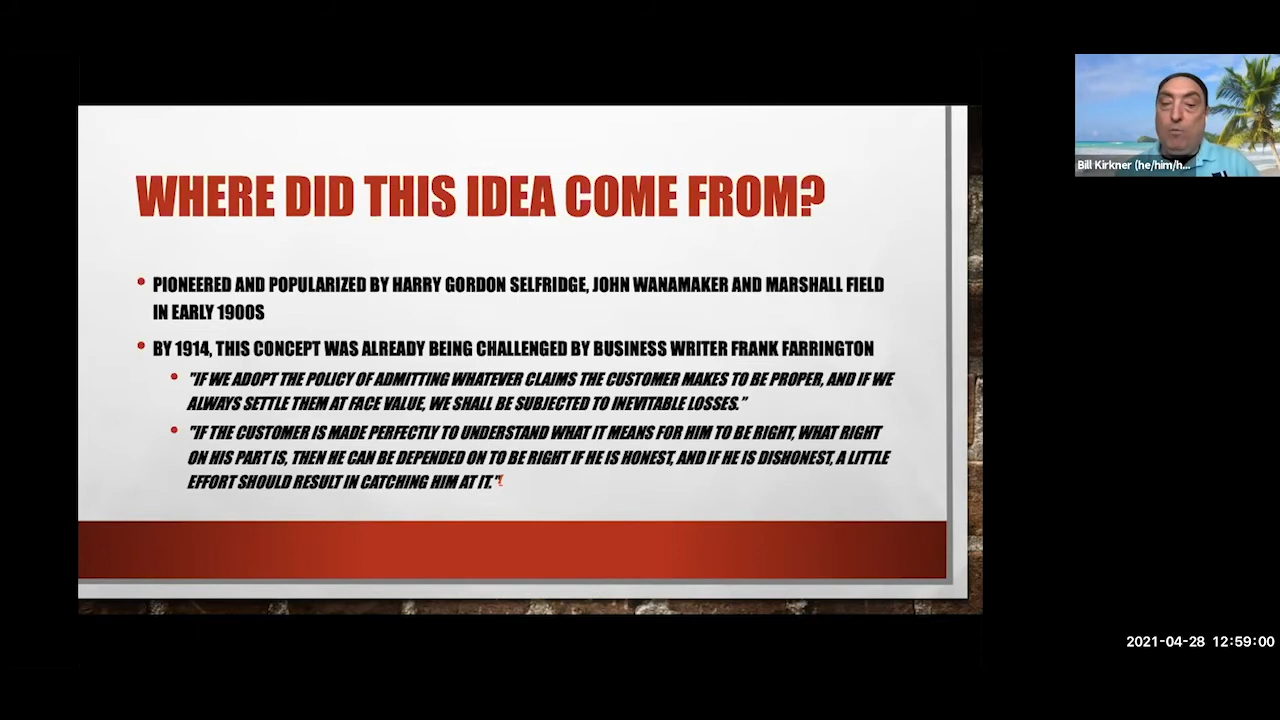 WHERE DID THIS IDEA COME FROM?
• PIONEERED AND POPULARIZED BY HARRY GORDON SELFRIDGE, JOHN WANAMAKER AND MARSHALL FIELD
IN EARLY 1900S
• BY 1914, THIS CONCEPT WAS ALREADY BEING CHALLENGED BY BUSINESS WRITER FRANK FARRINGTON
• "IF WE ADOPT THE POLICY OF ADMITTING WHATEVER CLAIMS THE CUSTOMER MAKES TO BE PROPER, AND IF WE
ALWAYS SETTLE THEM AT FACE VALUE, WE SHALL BE SUBJECTED TO INEVITABLE LOSSES."
• "IF THE CUSTOMER IS MADE PERFECTLY TO UNDERSTAND WHAT IT MEANS FOR HIM TO BE RIGHT, WHAT RIGHT
ON HIS PART IS, THEN HE CAN BE DEPENDED ON TO BE RIGHT IF HE IS HONEST, AND IF HE IS DISHONEST, A LITTLE
EFFORT SHOULD RESULT IN CATCHING HIM AT IT."
Bill Kirkner (he/him/h...
2021-04-28 12:59:00